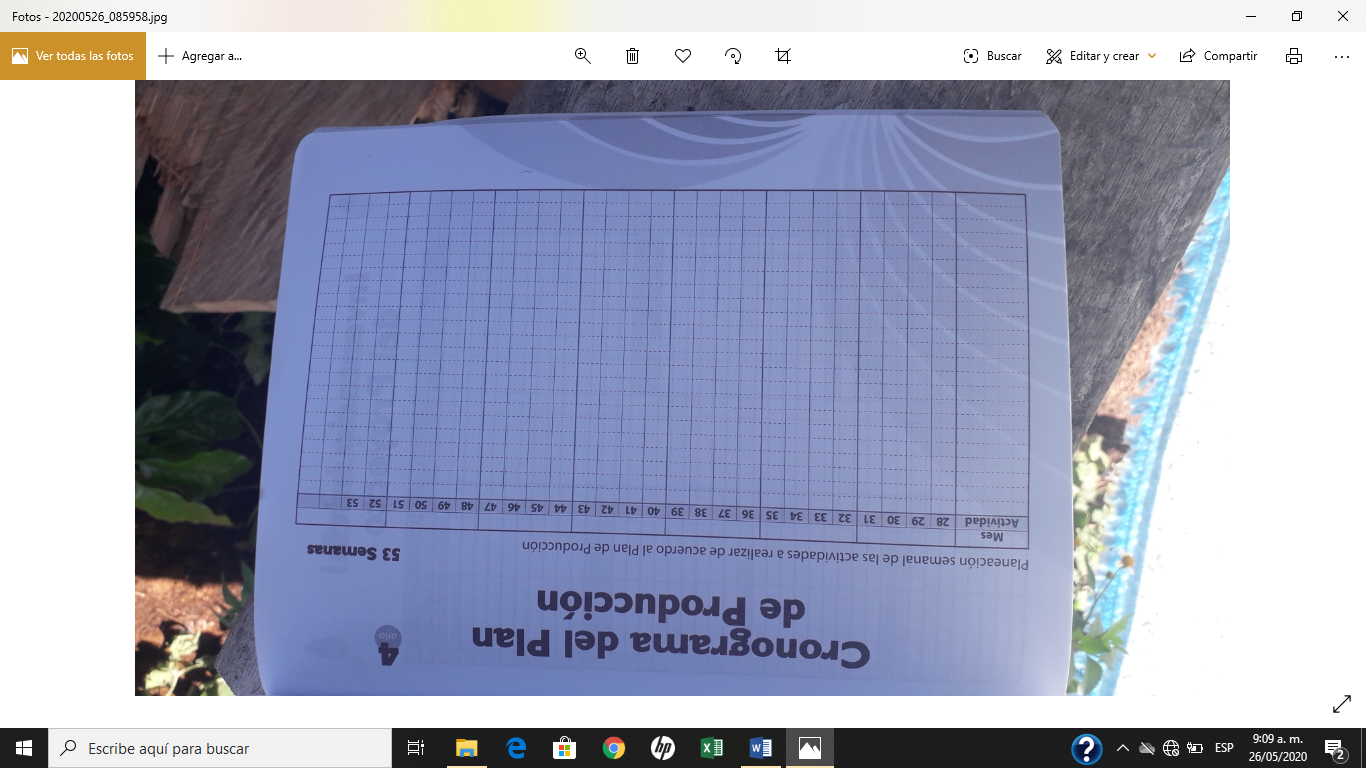 Fotos - 20200526_085958.jpg
Ver todas las fotos
Agregar a...
Buscar
Editar y crear
Compartir
Cronograma del Plan
de Producción
4
año
Planeación semanal de las actividades a realizar de acuerdo al Plan de Producción
53 Semanas
Mes
Actividad 28 29 30 31 32 33 34 35 36 37 38 39 40 41 42 43 44 45 46 47 48 49 50 51 52 53
Escribe aquí para buscar
hp
ESP
9:09 a. m.
26/05/2020
2